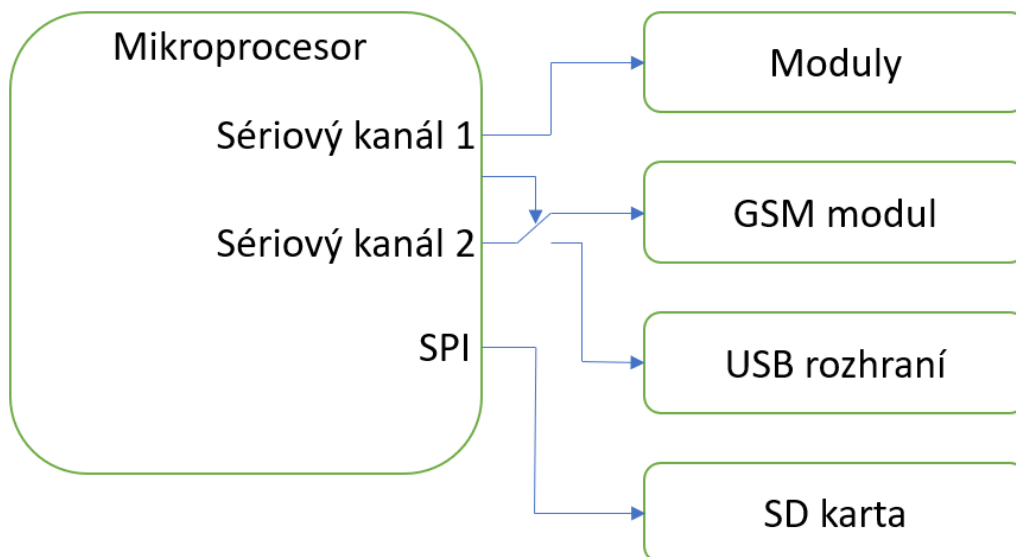 Mikroprocesor
Sériový kanál 1
Sériový kanál 2
SPI
Moduly
GSM modul
USB rozhraní
SD karta